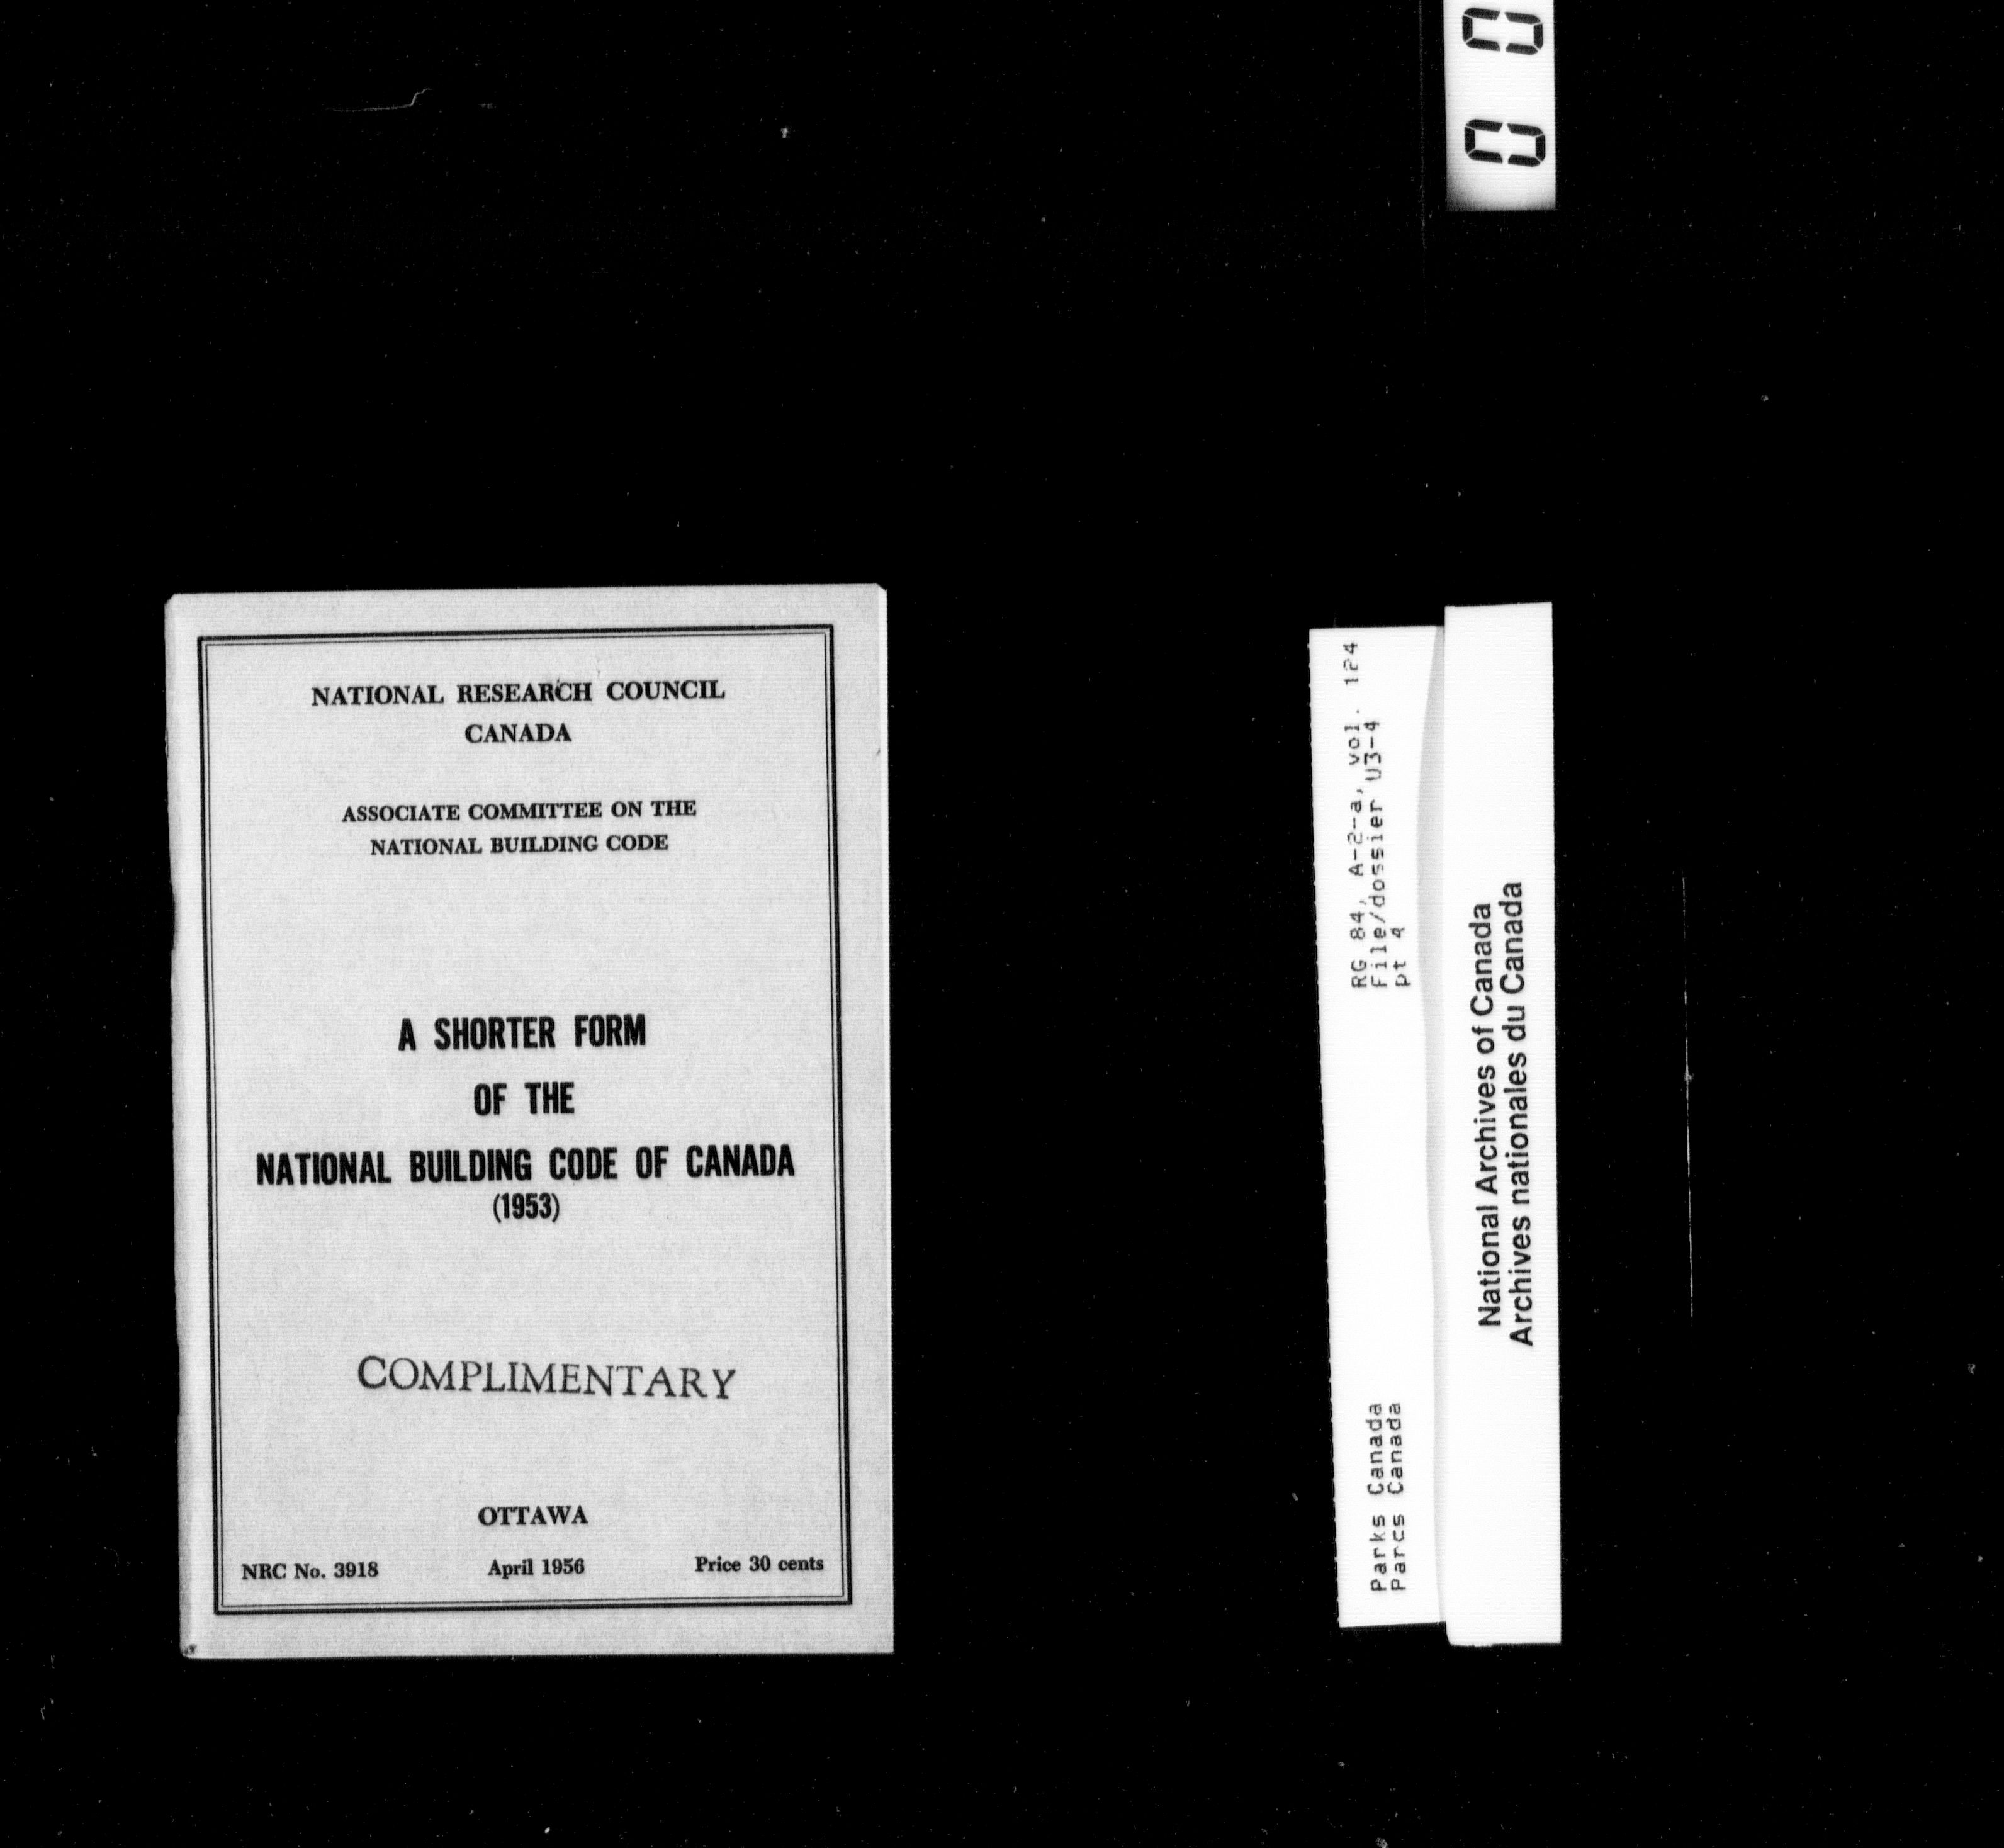 NATIONAL RESEARCH COUNCIL
CANADA
ASSOCIATE COMMITTEE ON THE
NATIONAL BUILDING CODE
A SHORTER FORM
OF THE
NATIONAL BUILDING CODE OF CANADA
(1953)
COMPLIMENTARY
OTTAWA
NRC No. 3918 April 1956 Price 30 cents
0 0
RG 84, A-2-a, vol. 124
File/dossier U3-4
pt 4
Parks Canada
Parcs Canada
National Archives of Canada
Archives nationales du Canada